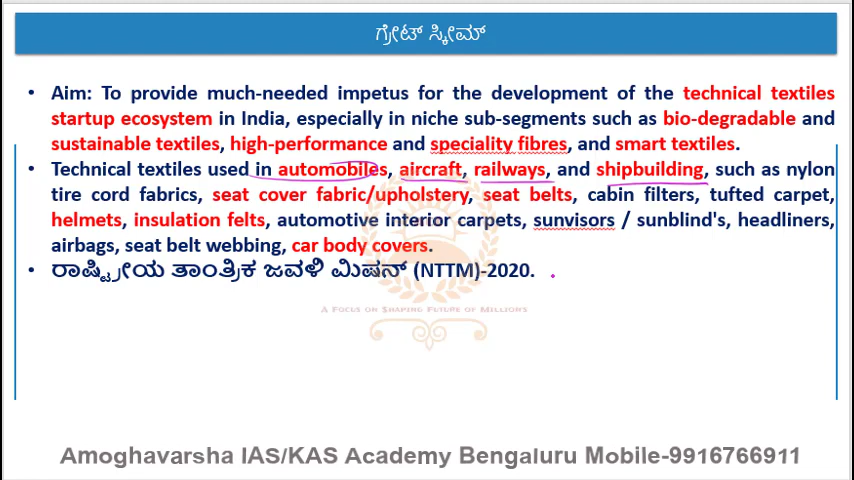 ಗ್ರೇಟ್ ಸ್ಕೀಮ್
• Aim: To provide much-needed impetus for the development of the technical textiles
startup ecosystem in India, especially in niche sub-segments such as bio-degradable and
sustainable textiles, high-performance and speciality fibres, and smart textiles.
• Technical textiles used in automobiles, aircraft, railways, and shipbuilding, such as nylon
tire cord fabrics, seat cover fabric/upholstery, seat belts, cabin filters, tufted carpet,
helmets, insulation felts, automotive interior carpets, sunvisors / sunblind's, headliners,
airbags, seat belt webbing, car body covers.
• ರಾಷ್ಟ್ರೀಯ ತಾಂತ್ರಿಕ ಜವಳಿ ಮಿಷನ್ (NTTM)-2020.
A Focus on Shaping Future of Millions
Amoghavarsha IAS/KAS Academy Bengaluru Mobile-9916766911